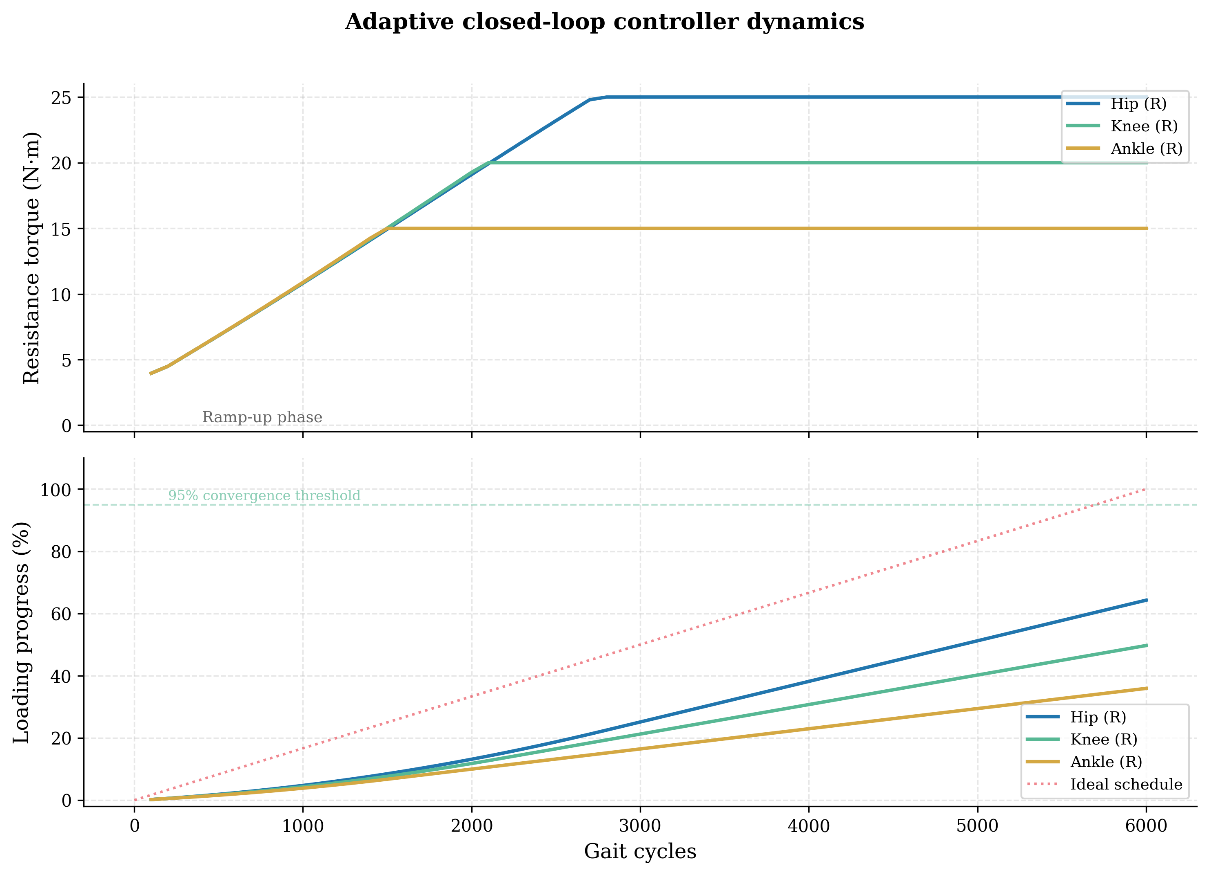 Adaptive closed-loop controller dynamics
Resistance torque (N·m)
25
20
15
10
5
0
Hip (R)
Knee (R)
Ankle (R)
Ramp-up phase
Loading progress (%)
100
80
60
40
20
0
95% convergence threshold
Hip (R)
Knee (R)
Ankle (R)
Ideal schedule
0 1000 2000 3000 4000 5000 6000
Gait cycles